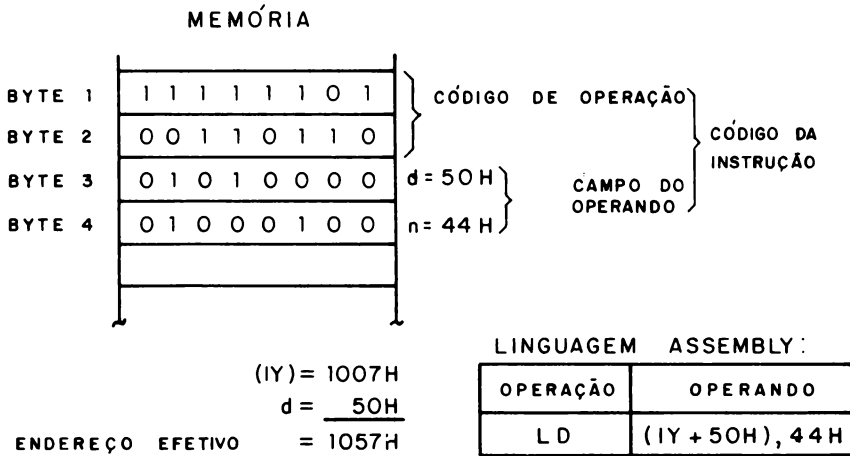 MEMÓRIA
BYTE 1 1 1 1 1 1 1 0 1
BYTE 2 0 0 1 1 0 1 1 0
BYTE 3 0 1 0 1 0 0 0 0 d = 50H
BYTE 4 0 1 0 0 0 1 0 0 n = 44H
CÓDIGO DE OPERAÇÃO
CAMPO DO
OPERANDO
CÓDIGO DA
INSTRUÇÃO
(IY) = 1007H
d = 50H
ENDEREÇO EFETIVO = 1057H
LINGUAGEM ASSEMBLY:
OPERAÇÃO OPERANDO
LD (IY + 50H), 44H